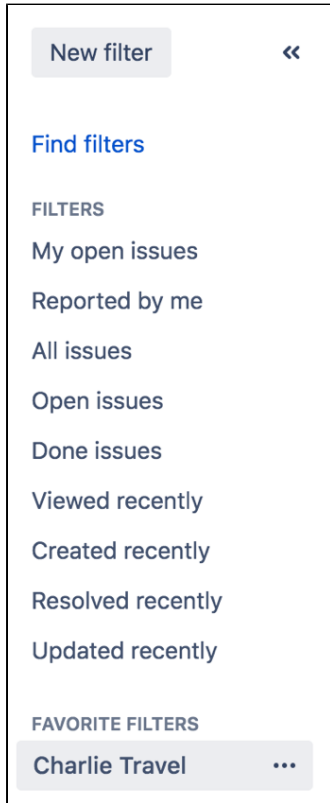 New filter
Find filters
FILTERS
My open issues
Reported by me
All issues
Open issues
Done issues
Viewed recently
Created recently
Resolved recently
Updated recently
FAVORITE FILTERS
Charlie Travel